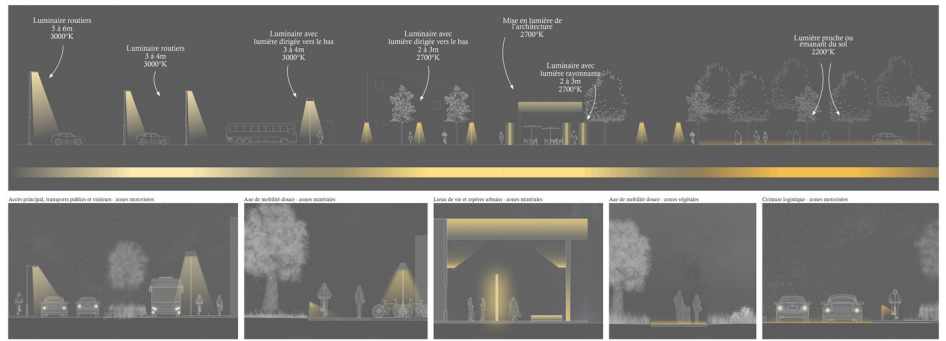 Luminaire routiers
5 à 6m
3000°K
Luminaire routiers
3 à 4m
3000°K
Luminaire avec
lumière dirigée vers le bas
3 à 4m
3000°K
Luminaire avec
lumière dirigée vers le bas
2 à 3m
2700°K
Mise en lumière de
l'architecture
2700°K
Luminaire avec
lumière rayonnante
2 à 3m
2700°K
Lumière proche ou
émanant du sol
2200°K
Accès principal, transports publics et visiteurs - zones motorisées
Axe de mobilité douce - zones minérales
Lieux de vie et repères urbains - zones minérales
Axe de mobilité douce - zones végétales
Ceinture logistique - zones motorisées